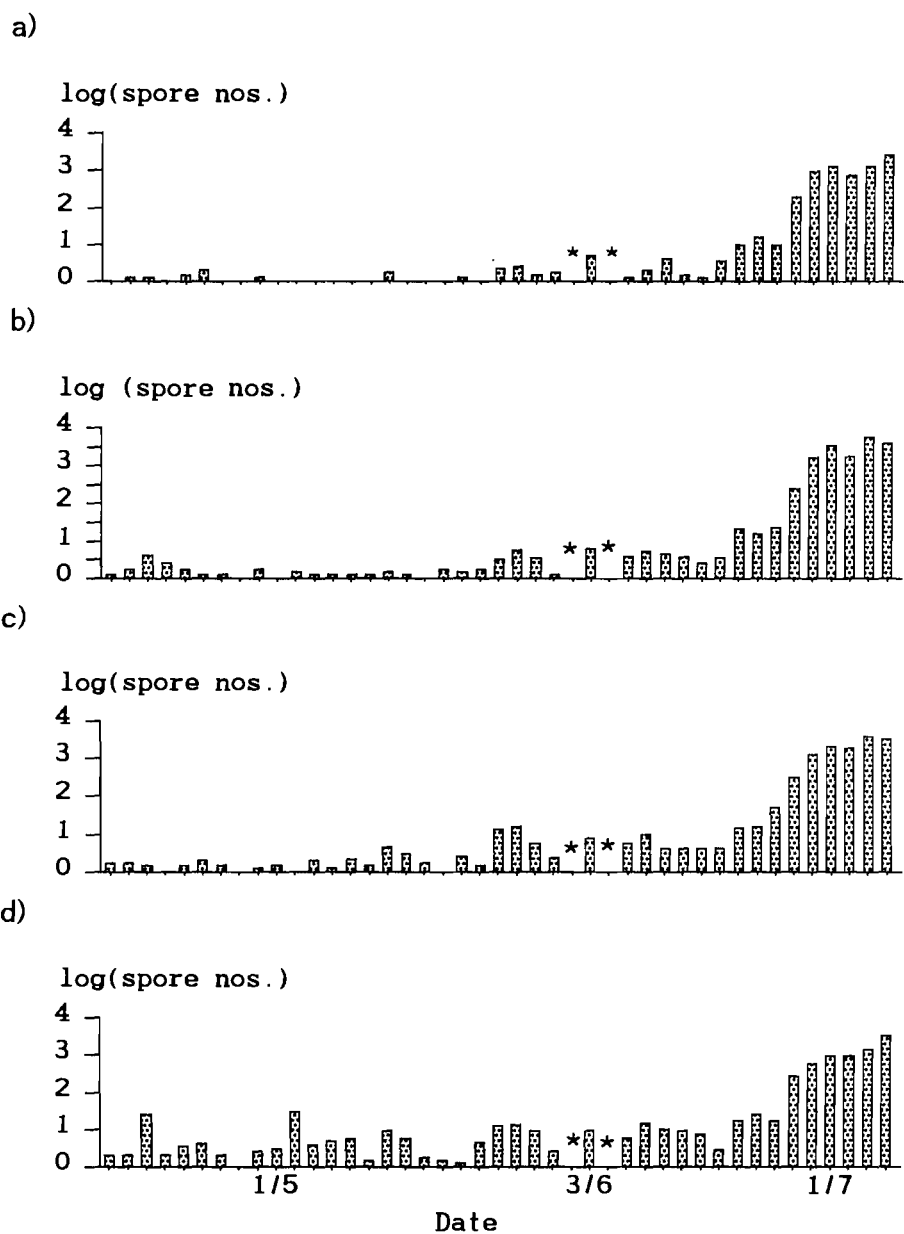 a)
log(spore nos.)
4
3
2
1
0
* *
b)
log (spore nos.)
4
3
2
1
0
* *
c)
log(spore nos.)
4
3
2
1
0
* *
d)
log(spore nos.)
4
3
2
1
0
* *
1/5 3/6 1/7
Date